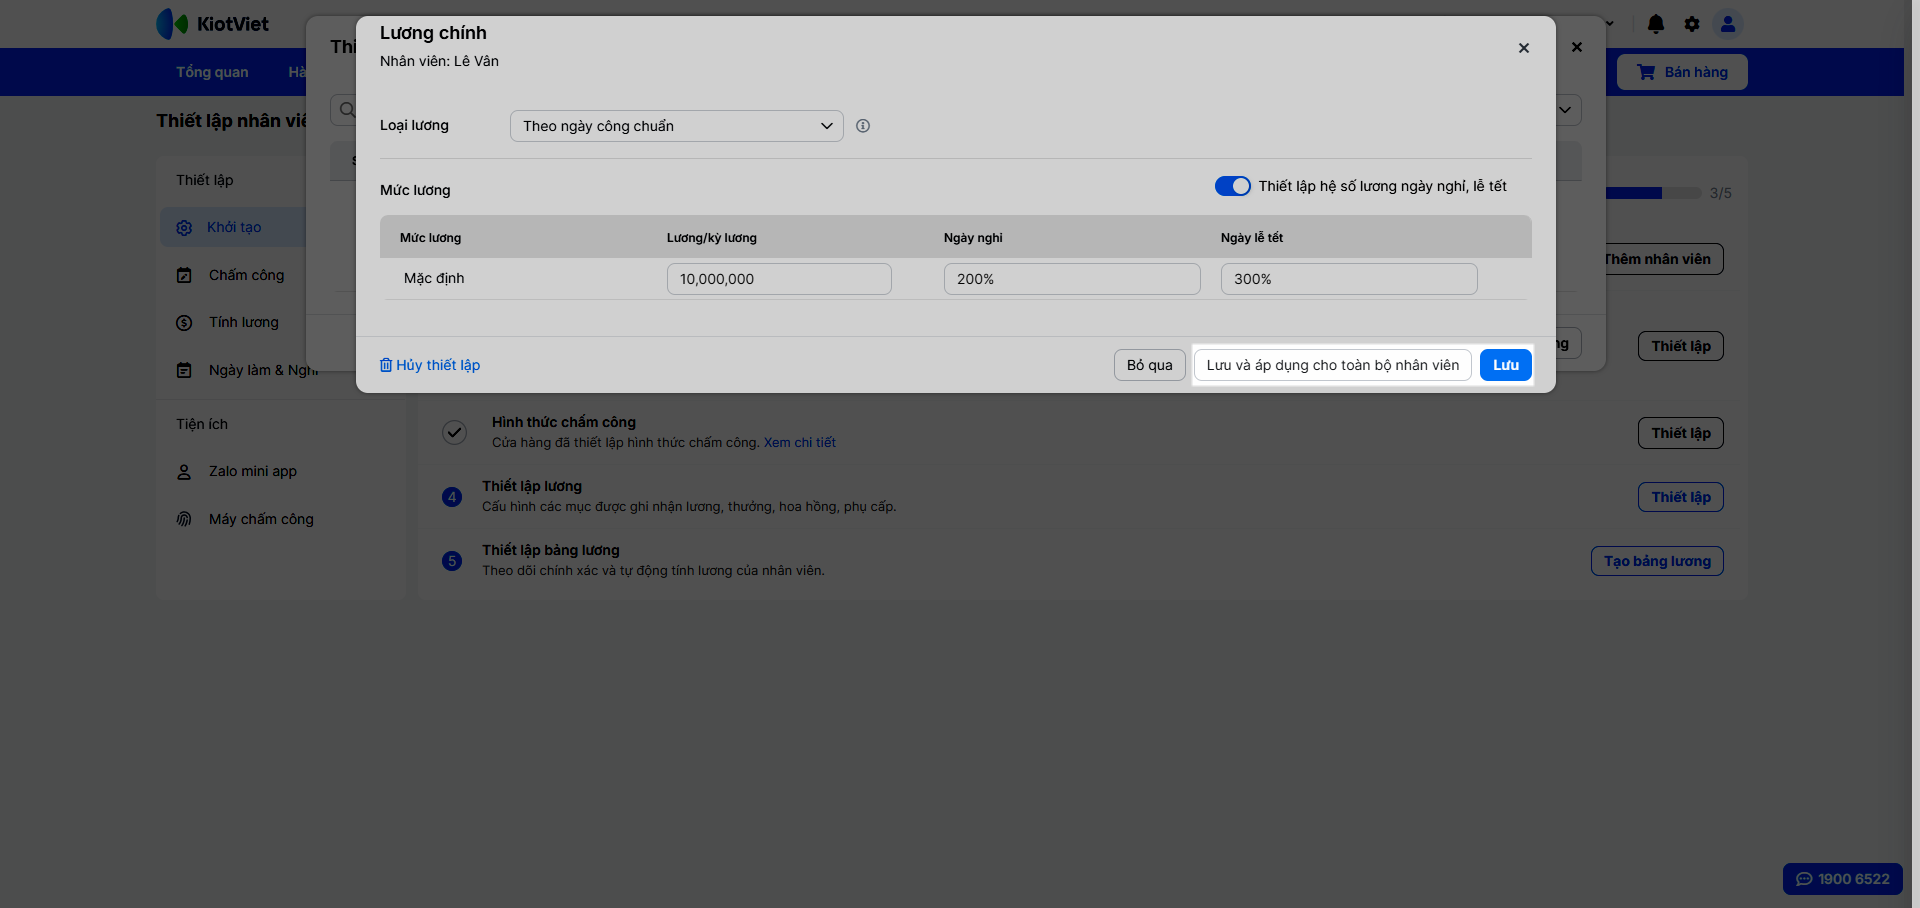 KiotViet
Tổng quan
Bán hàng
Thiết lập
Khởi tạo
Chấm công
Tính lương
Ngày làm & Nghỉ
Tiện ích
Zalo mini app
Máy chấm công
Lương chính
Nhân viên: Lê Vân
Loại lương
Theo ngày công chuẩn
Mức lương
Thiết lập hệ số lương ngày nghỉ, lễ tết
Mức lương Lương/kỳ lương Ngày nghỉ Ngày lễ tết
Mặc định 10,000,000 200% 300%
Hủy thiết lập
Bỏ qua
Lưu và áp dụng cho toàn bộ nhân viên
Lưu
3/5
Thêm nhân viên
Thiết lập
Hình thức chấm công
Cửa hàng đã thiết lập hình thức chấm công. Xem chi tiết
Thiết lập
4
Thiết lập lương
Cấu hình các mục được ghi nhận lương, thưởng, hoa hồng, phụ cấp.
Thiết lập
5
Thiết lập bảng lương
Theo dõi chính xác và tự động tính lương của nhân viên.
Tạo bảng lương
1900 6522